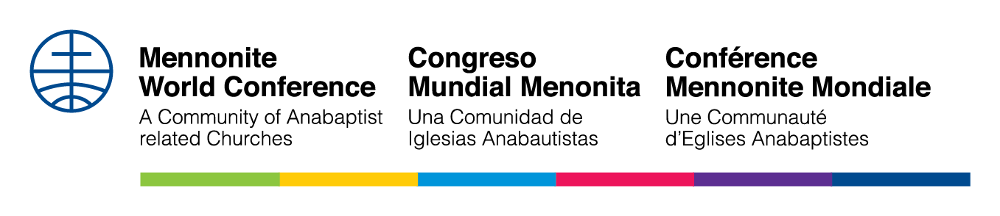 Mennonite
World Conference
A Community of Anabaptist
related Churches
Congreso
Mundial Menonita
Una Comunidad de
Iglesias Anabautistas
Conférence
Mennonite Mondiale
Une Communauté
d'Eglises Anabaptistes